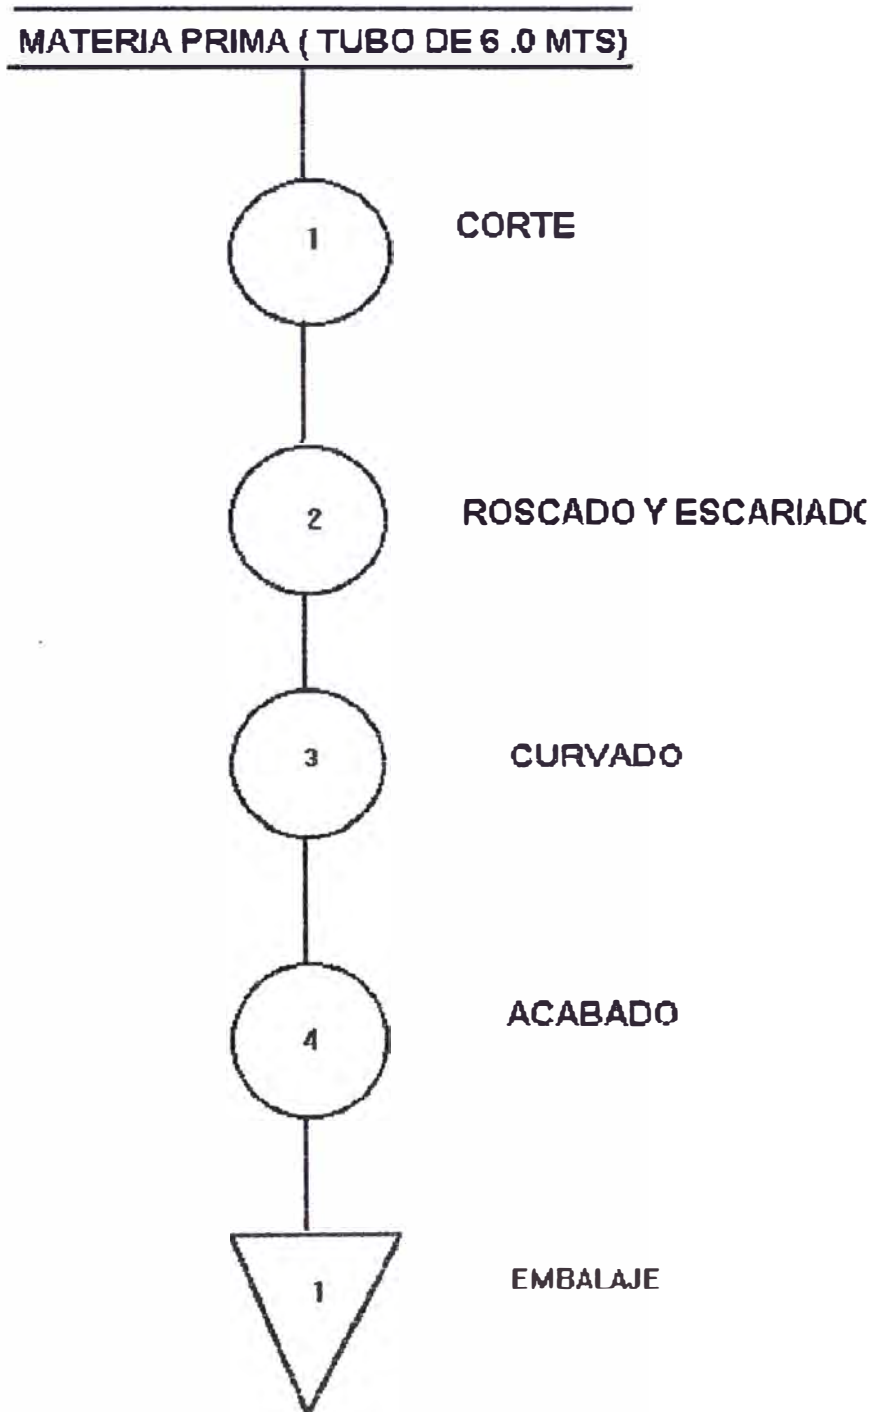 MATERIA PRIMA ( TUBO DE 6 .0 MTS)
1 CORTE
2 ROSCADO Y ESCARIADO
3 CURVADO
4 ACABADO
1 EMBALAJE